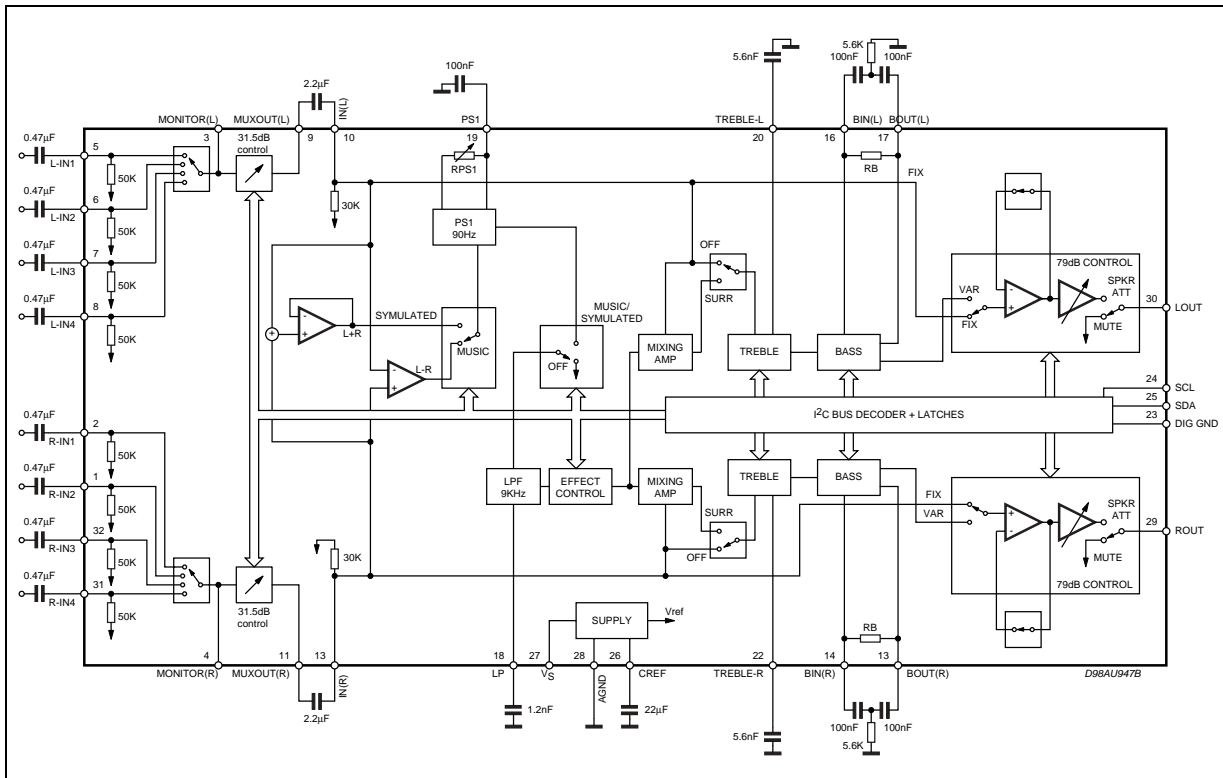 5.6K
100nF 100nF
5.6nF
100nF
2.2µF
IN(L)
MONITOR(L) MUXOUT(L) PS1 TREBLE-L BIN(L) BOUT(L)
3 9 10 19 20 16 17
0.47µF
5
L-IN1
50K
31.5dB
control
RPS1
RB
FIX
0.47µF
6
L-IN2
50K
30K
PS1
90Hz
0.47µF
7
L-IN3
50K
OFF
SURR
79dB CONTROL
0.47µF
8
L-IN4
50K
SYMULATED
L+R
MUSIC
MUSIC/
SYMULATED
OFF
MIXING
AMP
TREBLE
BASS
VAR
FIX
-
+
SPKR
ATT
MUTE
30
LOUT
-
+
+
L-R
-
+
24
SCL
I2C BUS DECODER + LATCHES
25
SDA
23
DIG GND
0.47µF
2
R-IN1
50K
0.47µF
1
R-IN2
50K
LPF
9KHz
EFFECT
CONTROL
MIXING
AMP
TREBLE
BASS
FIX
VAR
SURR
OFF
+
-
SPKR
ATT
MUTE
29
ROUT
79dB CONTROL
0.47µF
32
R-IN3
50K
30K
0.47µF
31
R-IN4
50K
31.5dB
control
SUPPLY
Vref
RB
4 11 13 18 27 28 26 22 14 13
MONITOR(R) MUXOUT(R) IN(R) LP VS AGND CREF TREBLE-R BIN(R) BOUT(R)
D98AU947B
2.2µF
1.2nF
22µF
5.6nF
100nF 100nF
5.6K